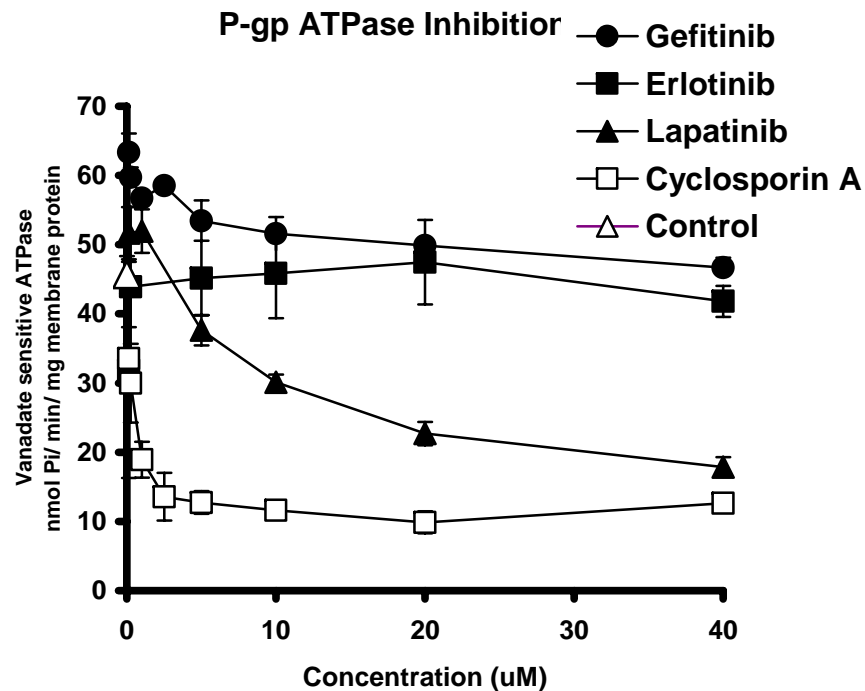 P-gp ATPase Inhibition
Gefitinib
Erlotinib
Lapatinib
Cyclosporin A
Control
Vanadate sensitive ATPase
nmol Pi/ min/ mg membrane protein
70
60
50
40
30
20
10
0
0 10 20 30 40
Concentration (uM)